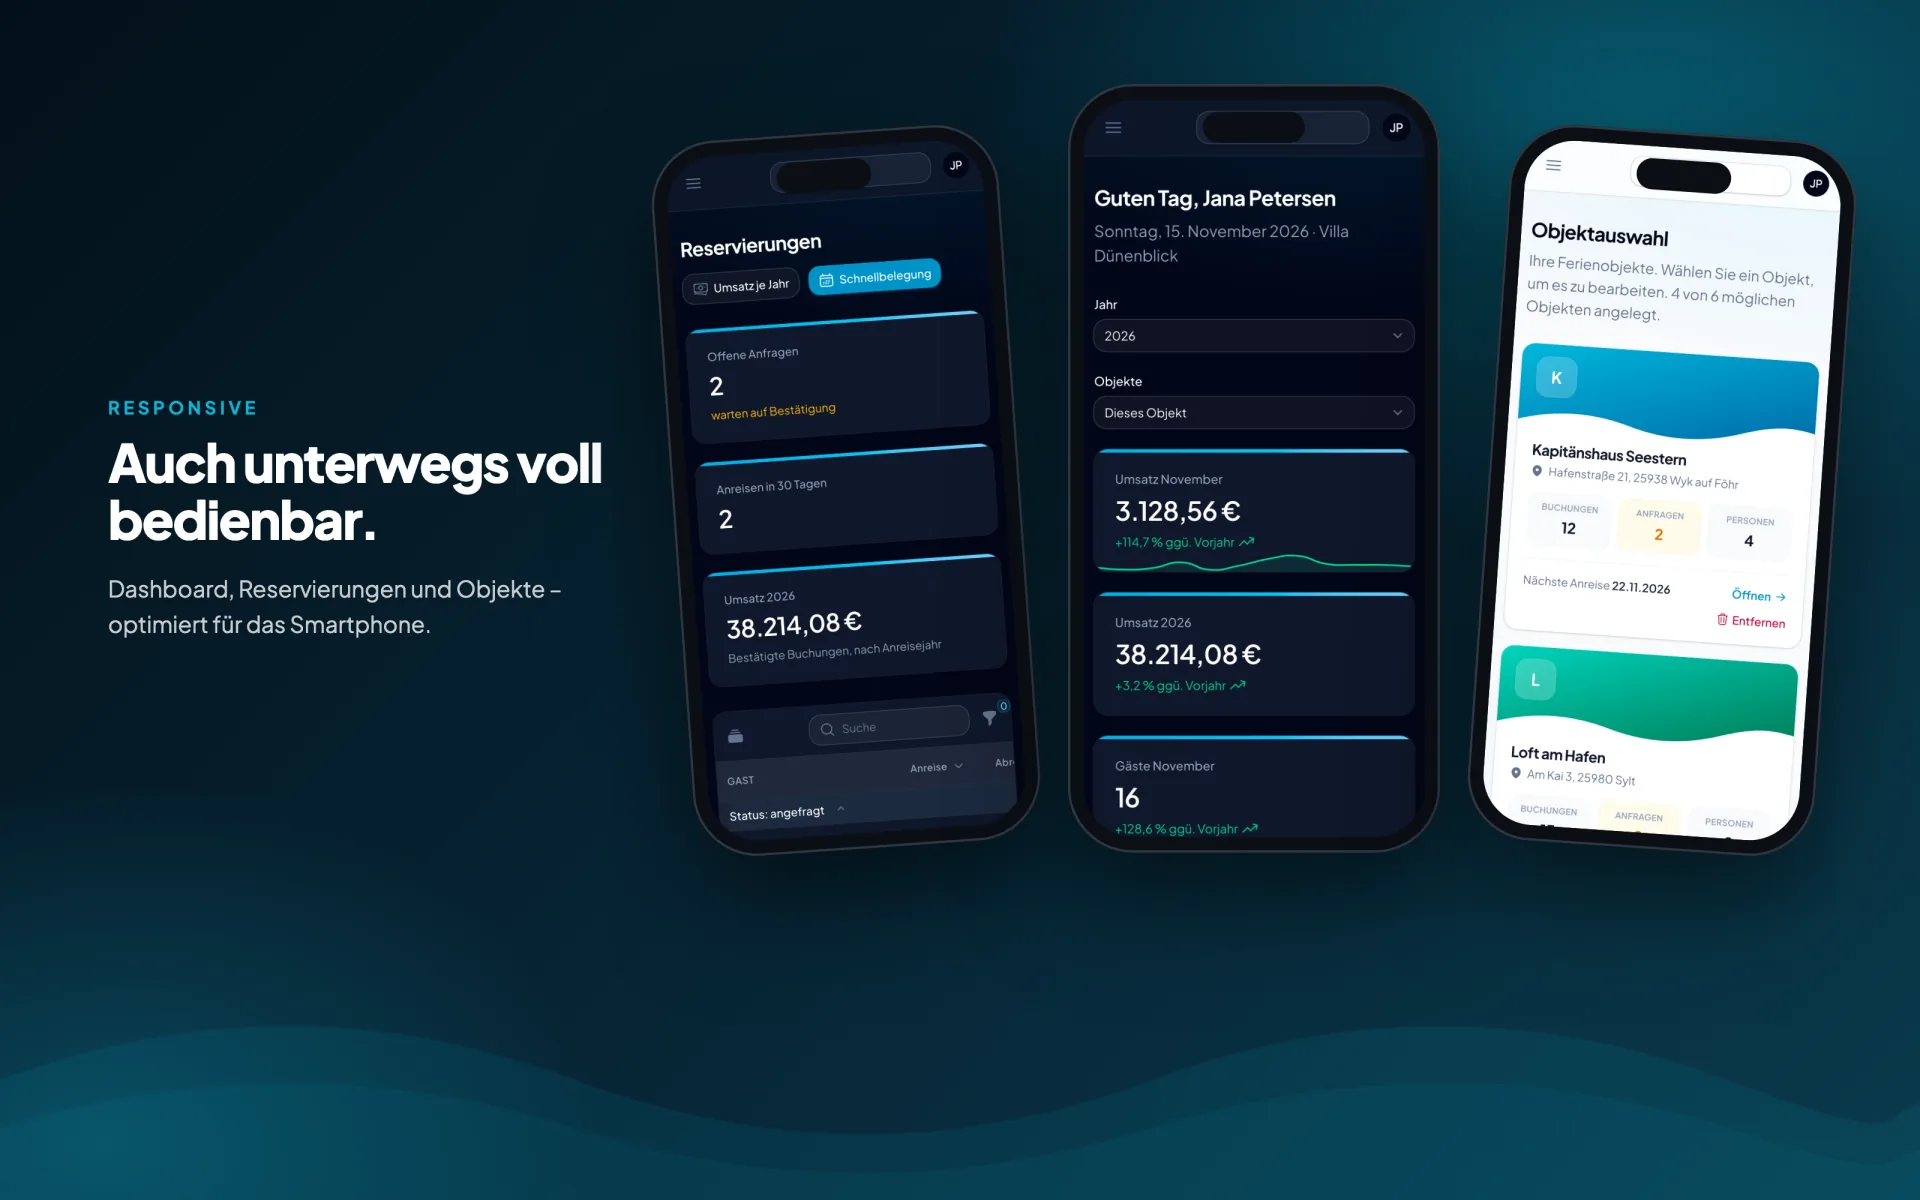 RESPONSIVE
Auch unterwegs voll
bedienbar.
Dashboard, Reservierungen und Objekte –
optimiert für das Smartphone.
JP
Reservierungen
Umsatz je Jahr
Schnellbelegung
Offene Anfragen
2
warten auf Bestätigung
Anreisen in 30 Tagen
2
Umsatz 2026
38.214,08 €
Bestätigte Buchungen, nach Anreisejahr
Suche
0
GAST
Anreise
Abr
Status: angefragt
JP
Guten Tag, Jana Petersen
Sonntag, 15. November 2026 · Villa
Dünenblick
Jahr
2026
Objekte
Dieses Objekt
Umsatz November
3.128,56 €
+114,7 % ggü. Vorjahr
Umsatz 2026
38.214,08 €
+3,2 % ggü. Vorjahr
Gäste November
16
+128,6 % ggü. Vorjahr
JP
Objektauswahl
Ihre Ferienobjekte. Wählen Sie ein Objekt,
um es zu bearbeiten. 4 von 6 möglichen
Objekten angelegt.
K
Kapitänshaus Seestern
Hafenstraße 21, 25938 Wyk auf Föhr
BUCHUNGEN
12
ANFRAGEN
2
PERSONEN
4
Nächste Anreise 22.11.2026
Öffnen →
Entfernen
L
Loft am Hafen
Am Kai 3, 25980 Sylt
BUCHUNGEN
ANFRAGEN
PERSONEN